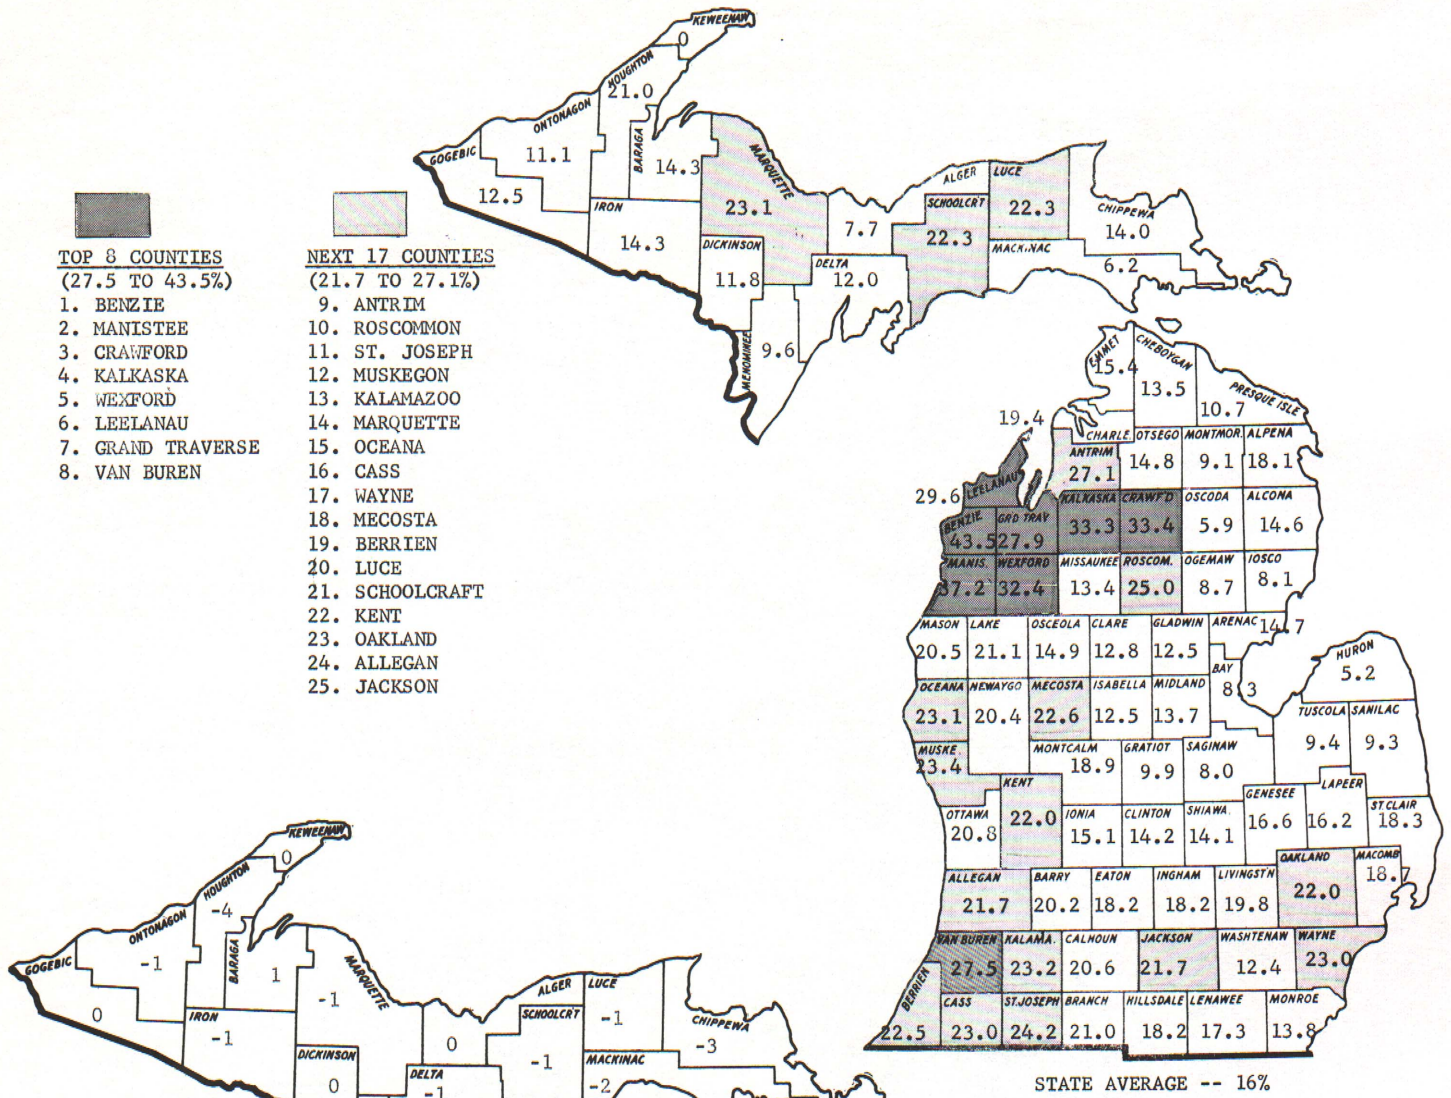 KEWEENAW
0
HOUGHTON
21.0
ONTONAGON
11.1
BARAGA
14.3
GOGEBIC
12.5
IRON
14.3
MARQUETTE
23.1
DICKINSON
11.8
MENOMINEE
9.6
7.7
ALGER
LUCE
22.3
SCHOOLCRT
22.3
DELTA
12.0
CHIPPEWA
14.0
MACKINAC
6.2
TOP 8 COUNTIES
(27.5 TO 43.5%)
1. BENZIE
2. MANISTEE
3. CRAWFORD
4. KALKASKA
5. WEXFORD
6. LEELANAU
7. GRAND TRAVERSE
8. VAN BUREN
NEXT 17 COUNTIES
(21.7 TO 27.1%)
9. ANTRIM
10. ROSCOMMON
11. ST. JOSEPH
12. MUSKEGON
13. KALAMAZOO
14. MARQUETTE
15. OCEANA
16. CASS
17. WAYNE
18. MECOSTA
19. BERRIEN
20. LUCE
21. SCHOOLCRAFT
22. KENT
23. OAKLAND
24. ALLEGAN
25. JACKSON
EMMET
15.4
CHEBOYGAN
13.5
PRESQUE ISLE
10.7
19.4
CHARLE. OTSEGO MONTMOR. ALPENA
14.8 9.1 18.1
ANTRIM
27.1
29.6 LEELANAU
KALKASKA CRAWF'D OSCODA ALCONA
33.3 33.4 5.9 14.6
BENZIE GRD TRAV
43.5 27.9
MANIS. WEXFORD MISSAUKEE ROSCOM. OGEMAW IOSCO
37.2 32.4 13.4 25.0 8.7 8.1
MASON LAKE OSCEOLA CLARE GLADWIN ARENAC 14.7
20.5 21.1 14.9 12.8 12.5
BAY
8.3
HURON
5.2
OCEANA NEWAYGO MECOSTA ISABELLA MIDLAND
23.1 20.4 22.6 12.5 13.7
TUSCOLA SANILAC
9.4 9.3
MUSKE
23.4
MONTCALM GRATIOT SAGINAW
18.9 9.9 8.0
KENT
22.0
OTTAWA
20.8
IONIA CLINTON SHIAWA.
15.1 14.2 14.1
GENESEE LAPEER
16.6 16.2
ST.CLAIR
18.3
OAKLAND
22.0
MACOMB
18.7
ALLEGAN BARRY EATON INGHAM LIVINGST'N
21.7 20.2 18.2 18.2 19.8
VAN BUREN KALAMA. CALHOUN JACKSON WASHTENAW WAYNE
27.5 23.2 20.6 21.7 12.4 23.0
BERRIEN
22.5
CASS ST.JOSEPH BRANCH HILLSDALE LENAWEE MONROE
23.0 24.2 21.0 18.2 17.3 13.8
STATE AVERAGE -- 16%
KEWEENAW
0
HOUGHTON
-4
ONTONAGON
-1
BARAGA
1
GOGEBIC
0
IRON
-1
MARQUETTE
-1
DICKINSON
0
0
ALGER
LUCE
-1
SCHOOLCRT
-1
DELTA
-1
CHIPPEWA
-3
MACKINAC
-2